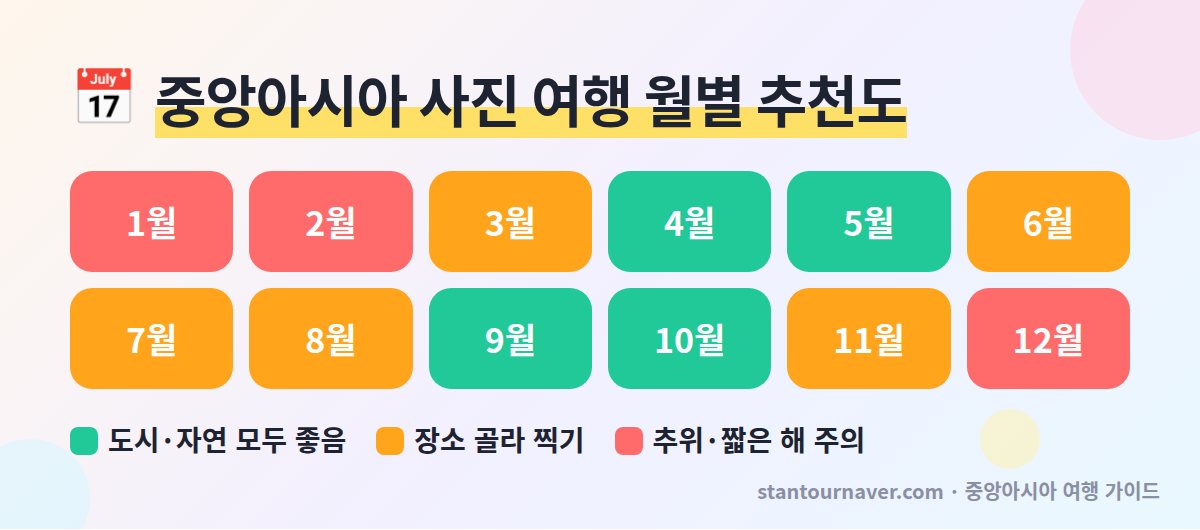 July
17
중앙아시아 사진 여행 월별 추천도
1월 2월 3월 4월 5월 6월
7월 8월 9월 10월 11월 12월
도시·자연 모두 좋음 장소 골라 찍기 추위·짧은 해 주의
stantournaver.com · 중앙아시아 여행 가이드